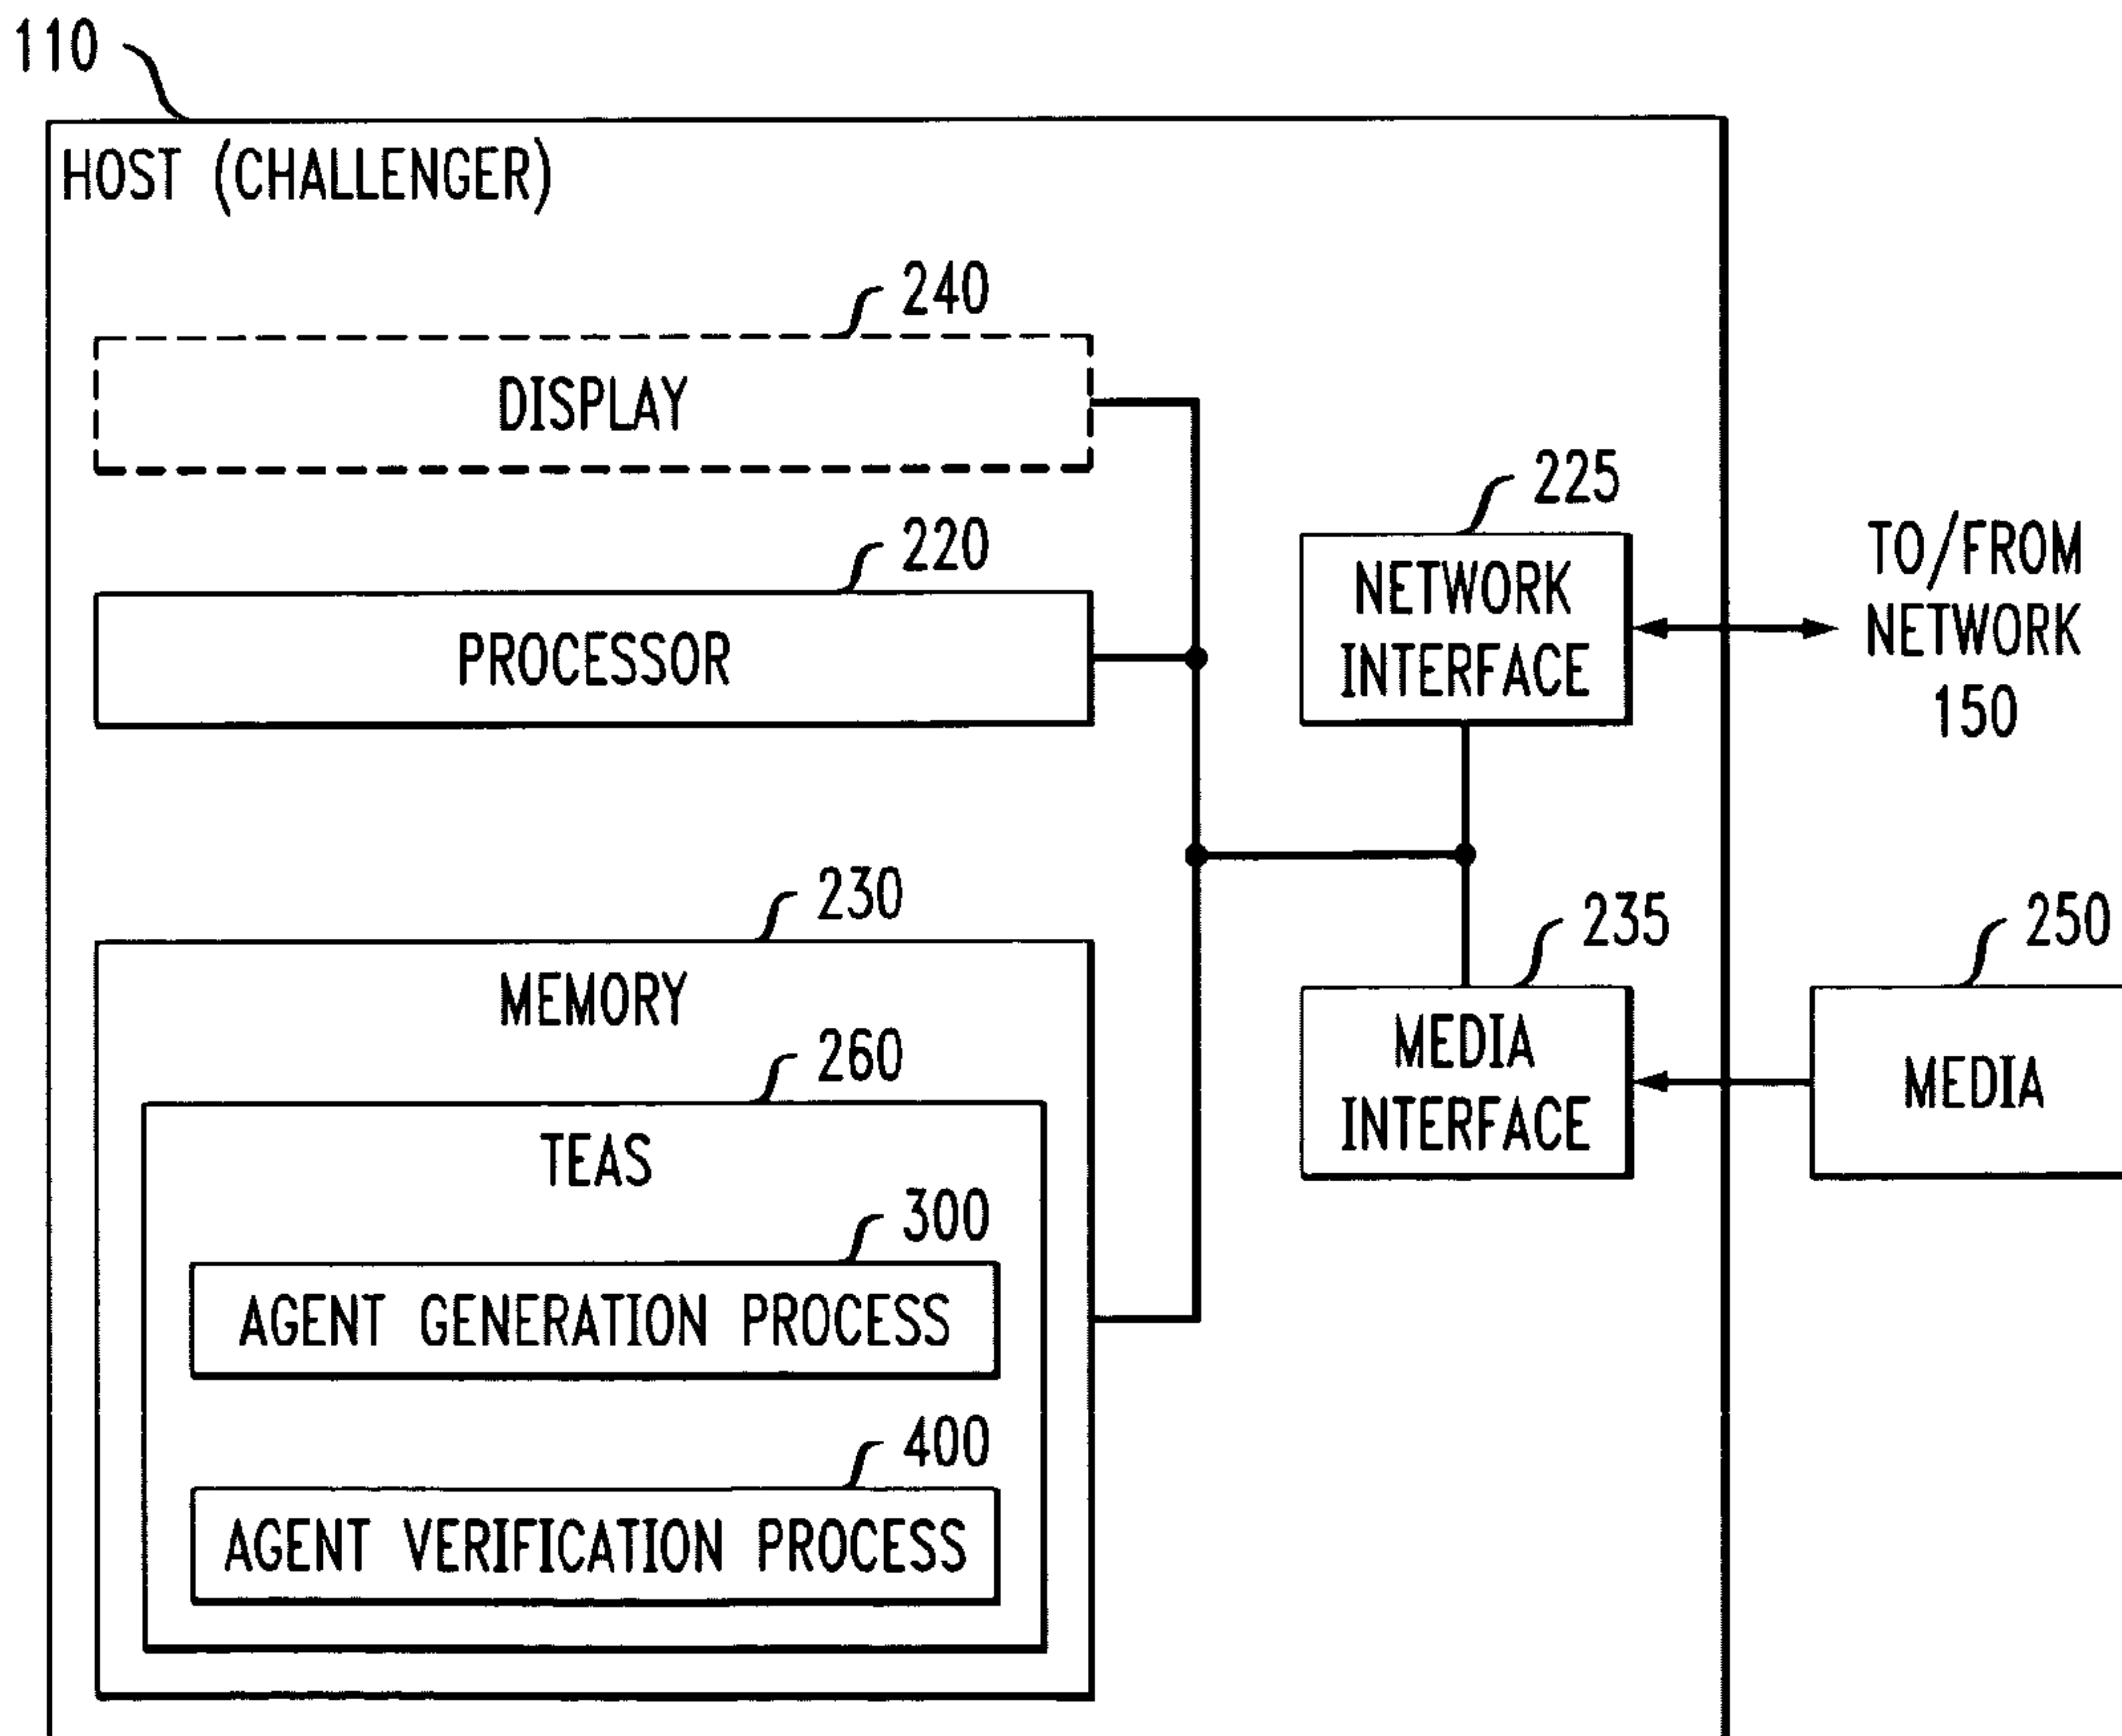 110
HOST (CHALLENGER)
240
DISPLAY
220
PROCESSOR
225
NETWORK
INTERFACE
TO/FROM
NETWORK
150
230
MEMORY
260
TEAS
300
AGENT GENERATION PROCESS
400
AGENT VERIFICATION PROCESS
235
MEDIA
INTERFACE
250
MEDIA